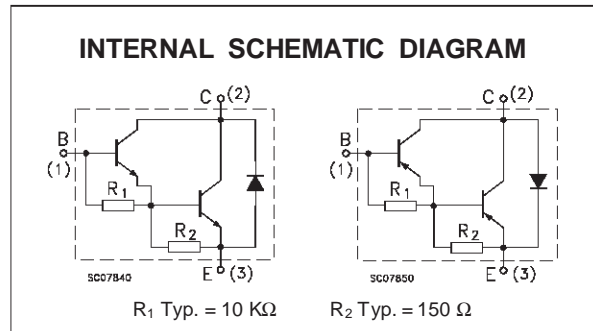 INTERNAL SCHEMATIC DIAGRAM
C (2)
B
(1)
R1
R2
SC07840
E (3)
C (2)
B
(1)
R1
R2
SC07850
E (3)
R1 Typ. = 10 KΩ R2 Typ. = 150 Ω